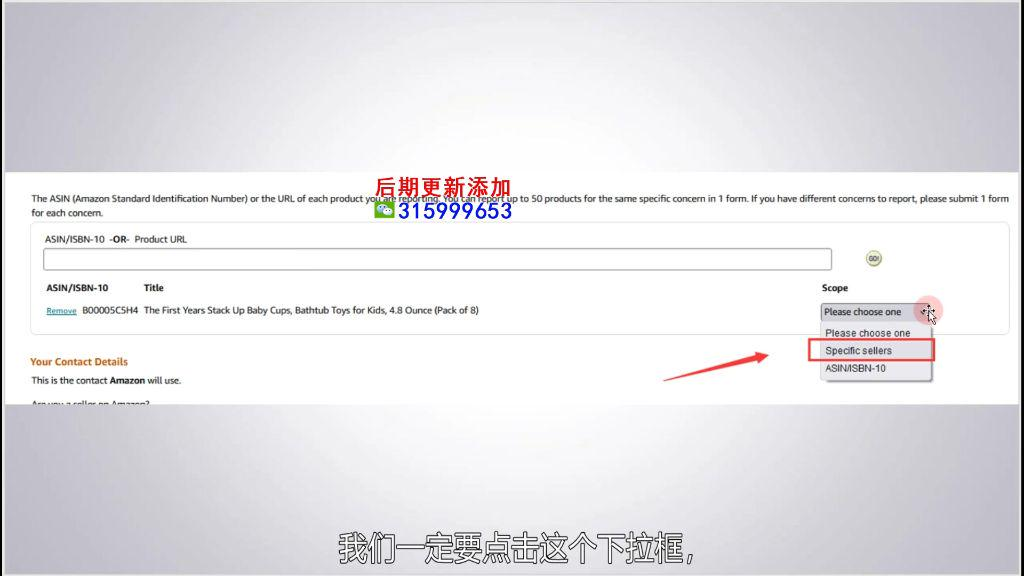 后期更新添加
315999653
The ASIN (Amazon Standard Identification Number) or the URL of each product you are reporting. You can report up to 50 products for the same specific concern in 1 form. If you have different concerns to report, please submit 1 form
for each concern.
ASIN/ISBN-10 -OR- Product URL
GO!
ASIN/ISBN-10 Title Scope
Remove B00005C5H4 The First Years Stack Up Baby Cups, Bathtub Toys for Kids, 4.8 Ounce (Pack of 8) Please choose one
Please choose one
Specific sellers
ASIN/ISBN-10
Your Contact Details
This is the contact Amazon will use.
Are you a seller on Amazon?
我们一定要点击这个下拉框，